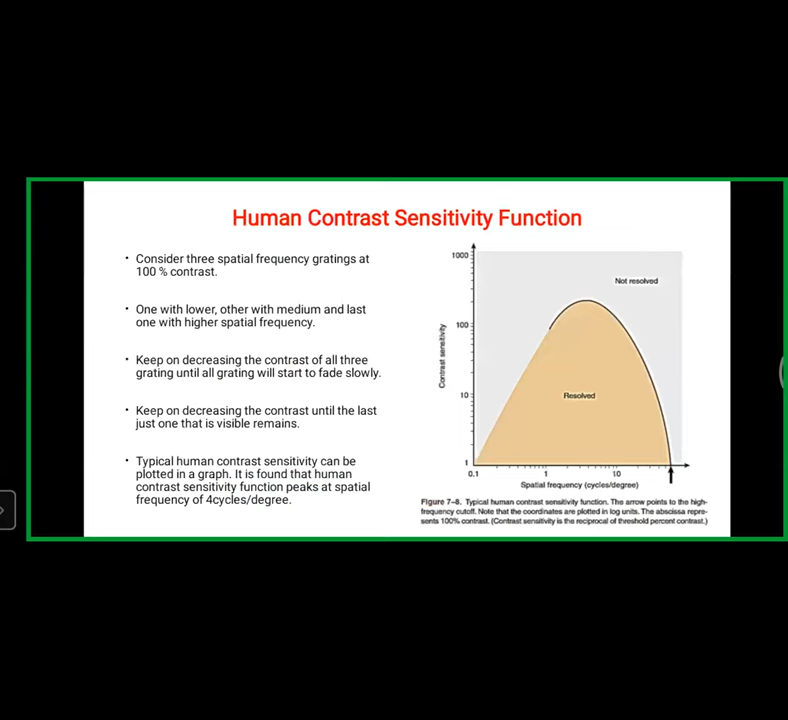 Human Contrast Sensitivity Function
• Consider three spatial frequency gratings at
100 % contrast.
• One with lower, other with medium and last
one with higher spatial frequency.
• Keep on decreasing the contrast of all three
grating until all grating will start to fade slowly.
• Keep on decreasing the contrast until the last
just one that is visible remains.
• Typical human contrast sensitivity can be
plotted in a graph. It is found that human
contrast sensitivity function peaks at spatial
frequency of 4cycles/degree.
1000
Not resolved
100
Contrast sensitivity
Resolved
10
1
0.1
1
10
Spatial frequency (cycles/degree)
Figure 7–8. Typical human contrast sensitivity function. The arrow points to the high-
frequency cutoff. Note that the coordinates are plotted in log units. The abscissa repre-
sents 100% contrast. (Contrast sensitivity is the reciprocal of threshold percent contrast.)